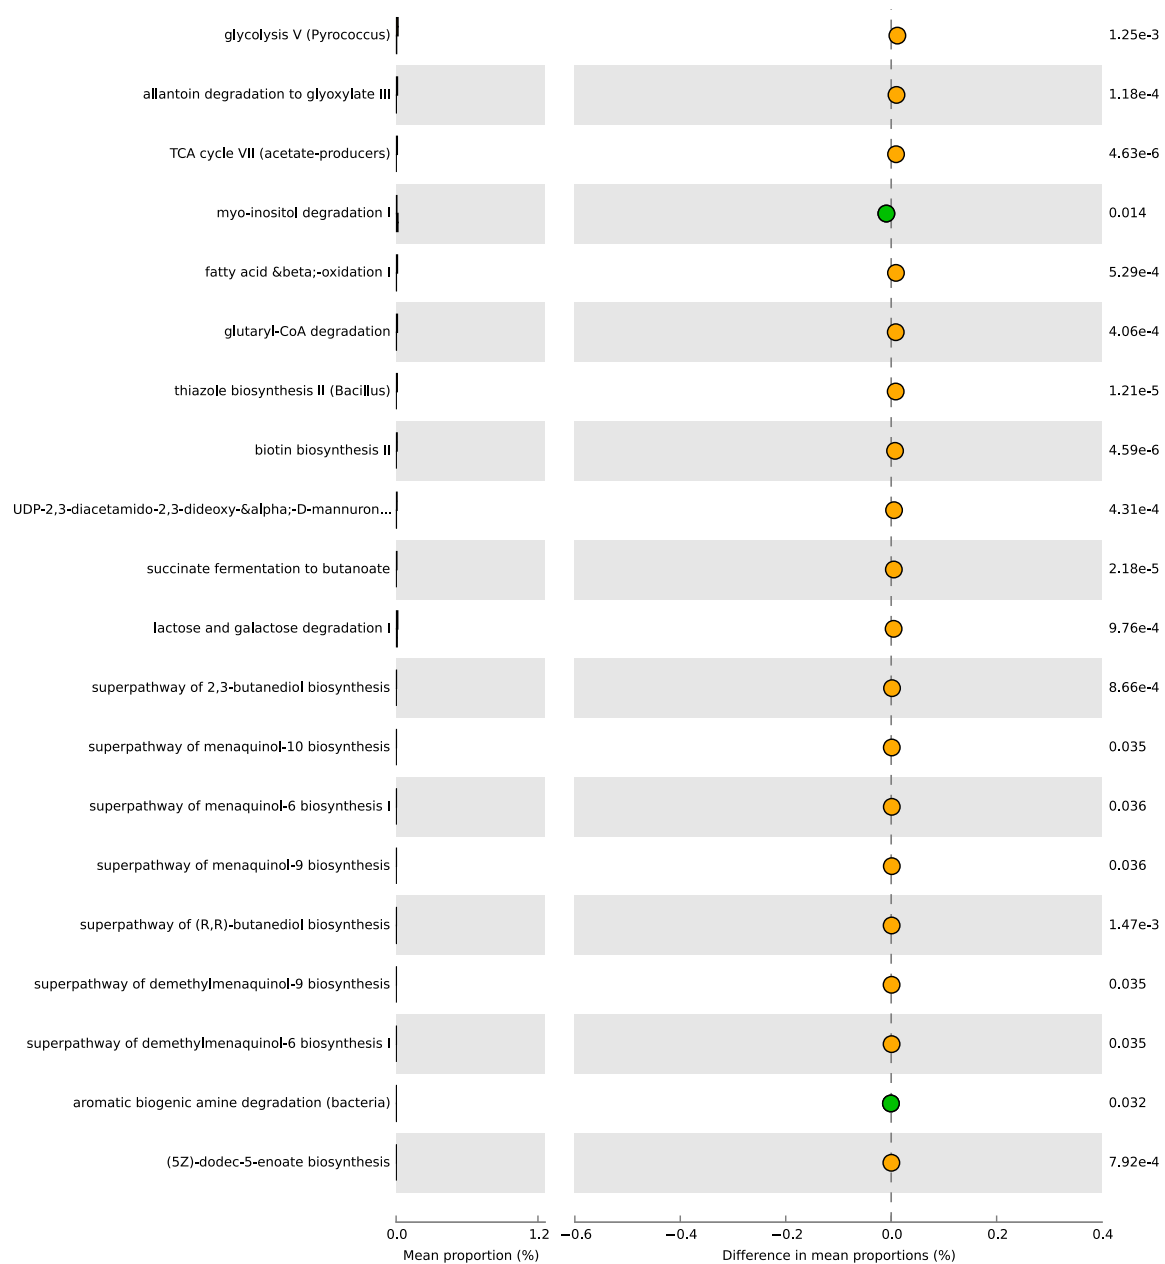 glycolysis V (Pyrococcus) 1.25e-3
allantoin degradation to glyoxylate III 1.18e-4
TCA cycle VII (acetate-producers) 4.63e-6
myo-inositol degradation I 0.014
fatty acid &beta;-oxidation I 5.29e-4
glutaryl-CoA degradation 4.06e-4
thiazole biosynthesis II (Bacillus) 1.21e-5
biotin biosynthesis II 4.59e-6
UDP-2,3-diacetamido-2,3-dideoxy-&alpha;-D-mannuron... 4.31e-4
succinate fermentation to butanoate 2.18e-5
lactose and galactose degradation I 9.76e-4
superpathway of 2,3-butanediol biosynthesis 8.66e-4
superpathway of menaquinol-10 biosynthesis 0.035
superpathway of menaquinol-6 biosynthesis I 0.036
superpathway of menaquinol-9 biosynthesis 0.036
superpathway of (R,R)-butanediol biosynthesis 1.47e-3
superpathway of demethylmenaquinol-9 biosynthesis 0.035
superpathway of demethylmenaquinol-6 biosynthesis I 0.035
aromatic biogenic amine degradation (bacteria) 0.032
(5Z)-dodec-5-enoate biosynthesis 7.92e-4
0.0 1.2 −0.6 −0.4 −0.2 0.0 0.2 0.4
Mean proportion (%) Difference in mean proportions (%)